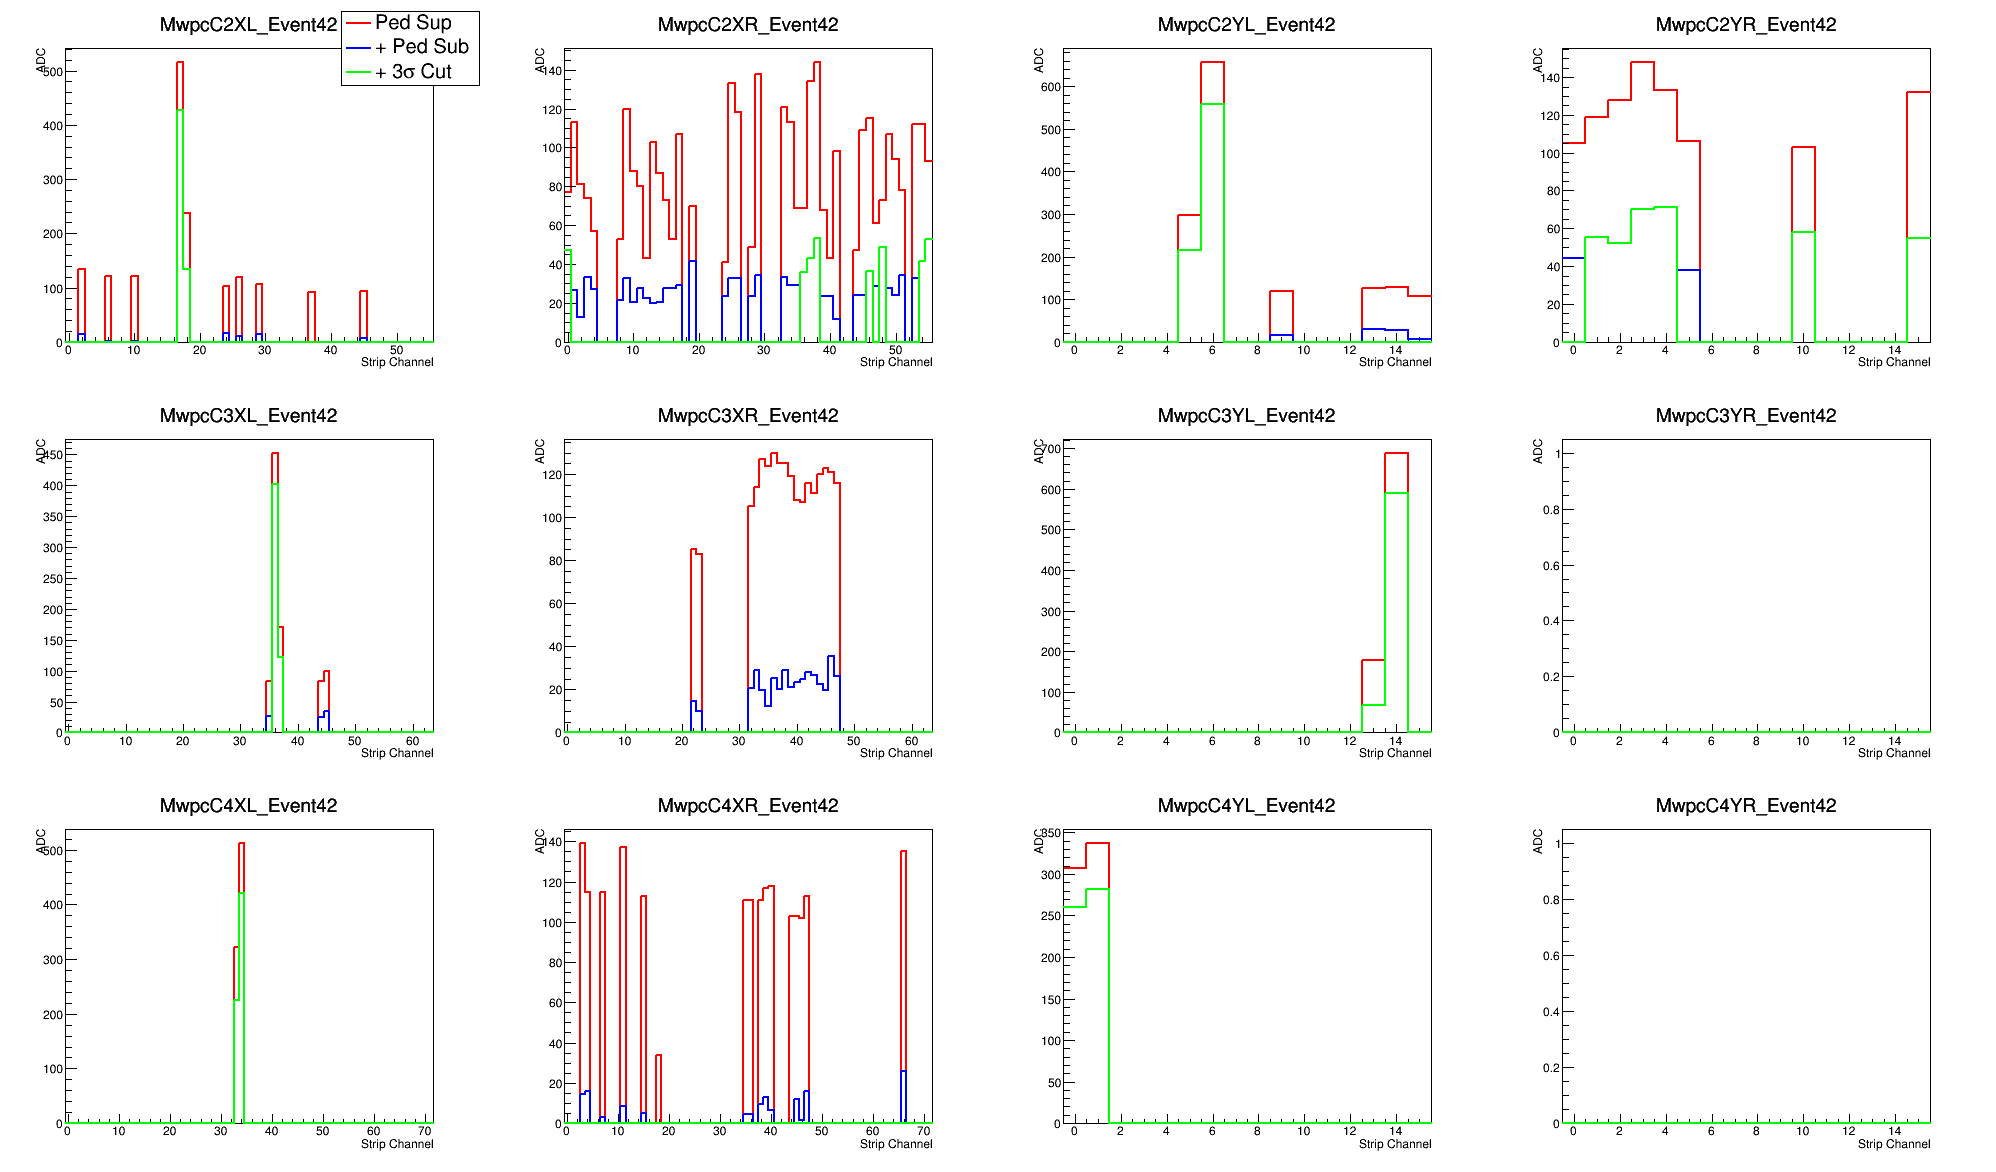 MwpcC2XL_Event42
Ped Sup
+ Ped Sub
+ 3σ Cut
ADC
500
400
300
200
100
0
0 10 20 30 40 50
Strip Channel
MwpcC2XR_Event42
ADC
140
120
100
80
60
40
20
0
0 10 20 30 40 50
Strip Channel
MwpcC2YL_Event42
ADC
600
500
400
300
200
100
0
0 2 4 6 8 10 12 14
Strip Channel
MwpcC2YR_Event42
ADC
140
120
100
80
60
40
20
0
0 2 4 6 8 10 12 14
Strip Channel
MwpcC3XL_Event42
ADC
450
400
350
300
250
200
150
100
50
0
0 10 20 30 40 50 60
Strip Channel
MwpcC3XR_Event42
ADC
120
100
80
60
40
20
0
0 10 20 30 40 50 60
Strip Channel
MwpcC3YL_Event42
ADC
700
600
500
400
300
200
100
0
0 2 4 6 8 10 12 14
Strip Channel
MwpcC3YR_Event42
ADC
1
0.8
0.6
0.4
0.2
0
0 2 4 6 8 10 12 14
Strip Channel
MwpcC4XL_Event42
ADC
500
400
300
200
100
0
0 10 20 30 40 50 60 70
Strip Channel
MwpcC4XR_Event42
ADC
140
120
100
80
60
40
20
0
0 10 20 30 40 50 60 70
Strip Channel
MwpcC4YL_Event42
ADC
350
300
250
200
150
100
50
0
0 2 4 6 8 10 12 14
Strip Channel
MwpcC4YR_Event42
ADC
1
0.8
0.6
0.4
0.2
0
0 2 4 6 8 10 12 14
Strip Channel